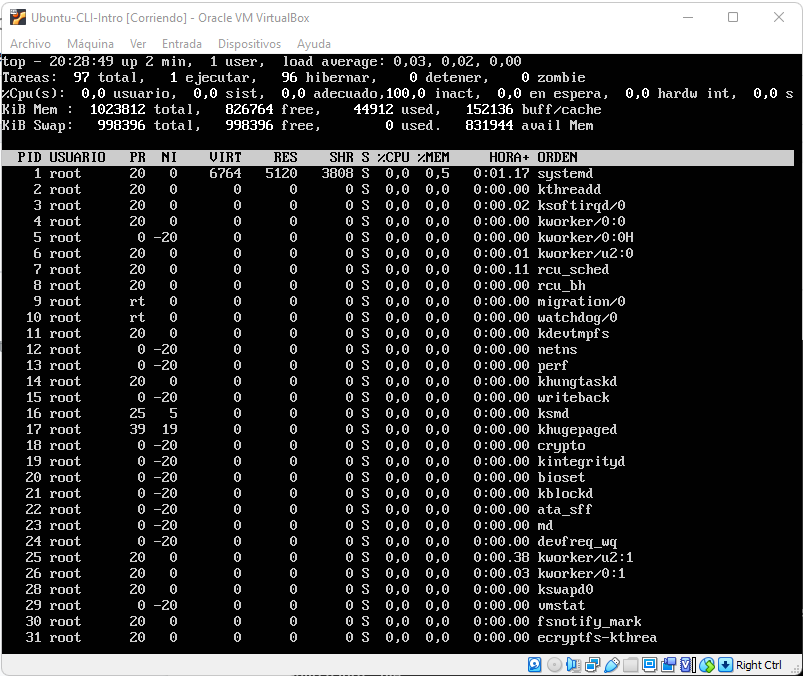 Ubuntu-CLI-Intro [Corriendo] - Oracle VM VirtualBox
Archivo Máquina Ver Entrada Dispositivos Ayuda
top - 20:28:49 up 2 min, 1 user, load average: 0,03, 0,02, 0,00
Tareas: 97 total, 1 ejecutar, 96 hibernar, 0 detener, 0 zombie
%Cpu(s): 0,0 usuario, 0,0 sist, 0,0 adecuado,100,0 inact, 0,0 en espera, 0,0 hardw int, 0,0 s
KiB Mem : 1023812 total, 826764 free, 44912 used, 152136 buff/cache
KiB Swap: 998396 total, 998396 free, 0 used. 831944 avail Mem
PID USUARIO PR NI VIRT RES SHR S %CPU %MEM HORA+ ORDEN
1 root 20 0 6764 5120 3808 S 0,0 0,5 0:01.17 systemd
2 root 20 0 0 0 0 S 0,0 0,0 0:00.00 kthreadd
3 root 20 0 0 0 0 S 0,0 0,0 0:00.02 ksoftirqd/0
4 root 20 0 0 0 0 S 0,0 0,0 0:00.00 kworker/0:0
5 root 0 -20 0 0 0 S 0,0 0,0 0:00.00 kworker/0:0H
6 root 20 0 0 0 0 S 0,0 0,0 0:00.01 kworker/u2:0
7 root 20 0 0 0 0 S 0,0 0,0 0:00.11 rcu_sched
8 root 20 0 0 0 0 S 0,0 0,0 0:00.00 rcu_bh
9 root rt 0 0 0 0 S 0,0 0,0 0:00.00 migration/0
10 root rt 0 0 0 0 S 0,0 0,0 0:00.00 watchdog/0
11 root 20 0 0 0 0 S 0,0 0,0 0:00.00 kdevtmpfs
12 root 0 -20 0 0 0 S 0,0 0,0 0:00.00 netns
13 root 0 -20 0 0 0 S 0,0 0,0 0:00.00 perf
14 root 20 0 0 0 0 S 0,0 0,0 0:00.00 khungtaskd
15 root 0 -20 0 0 0 S 0,0 0,0 0:00.00 writeback
16 root 25 5 0 0 0 S 0,0 0,0 0:00.00 ksmd
17 root 39 19 0 0 0 S 0,0 0,0 0:00.00 khugepaged
18 root 0 -20 0 0 0 S 0,0 0,0 0:00.00 crypto
19 root 0 -20 0 0 0 S 0,0 0,0 0:00.00 kintegrityd
20 root 0 -20 0 0 0 S 0,0 0,0 0:00.00 bioset
21 root 0 -20 0 0 0 S 0,0 0,0 0:00.00 kblockd
22 root 0 -20 0 0 0 S 0,0 0,0 0:00.00 ata_sff
23 root 0 -20 0 0 0 S 0,0 0,0 0:00.00 md
24 root 0 -20 0 0 0 S 0,0 0,0 0:00.00 devfreq_wq
25 root 20 0 0 0 0 S 0,0 0,0 0:00.38 kworker/u2:1
26 root 20 0 0 0 0 S 0,0 0,0 0:00.03 kworker/0:1
28 root 20 0 0 0 0 S 0,0 0,0 0:00.00 kswapd0
29 root 0 -20 0 0 0 S 0,0 0,0 0:00.00 vmstat
30 root 20 0 0 0 0 S 0,0 0,0 0:00.00 fsnotify_mark
31 root 20 0 0 0 0 S 0,0 0,0 0:00.00 ecryptfs-kthrea
Right Ctrl